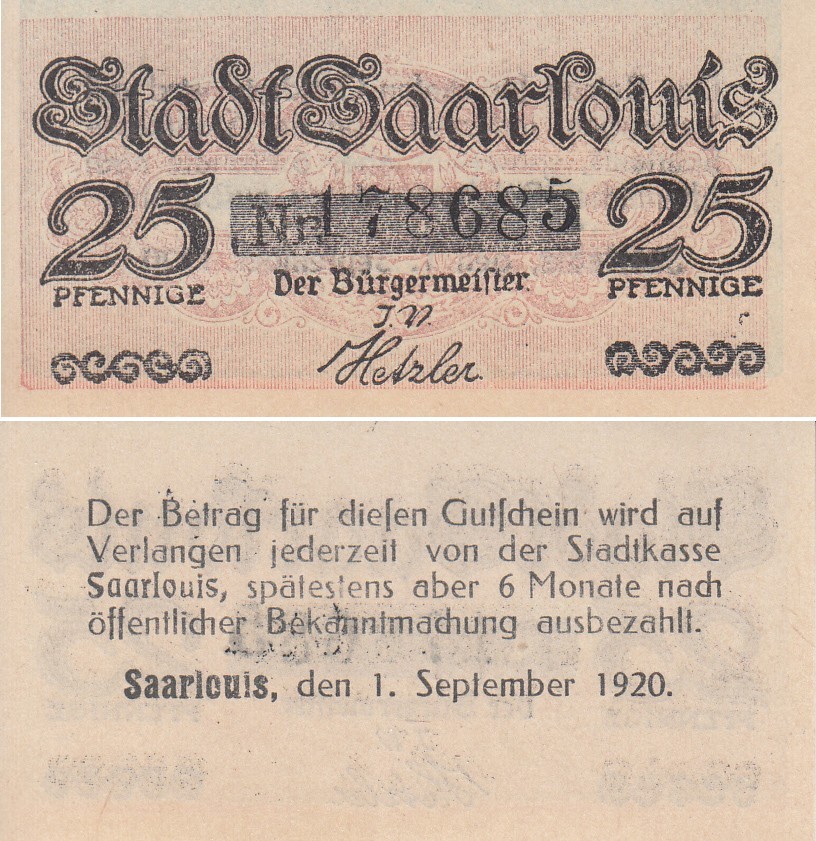 Stadt Saarlouis
25 Nr. 178685 25
PFENNIGE Der Bürgermeister. PFENNIGE
J.V.
Hetzler.
Der Betrag für dieſen Gutſchein wird auf
Verlangen jederzeit von der Stadtkasse
Saarlouis, spätestens aber 6 Monate nach
öffentlicher Bekanntmachung ausbezahlt.
Saarlouis, den 1. September 1920.